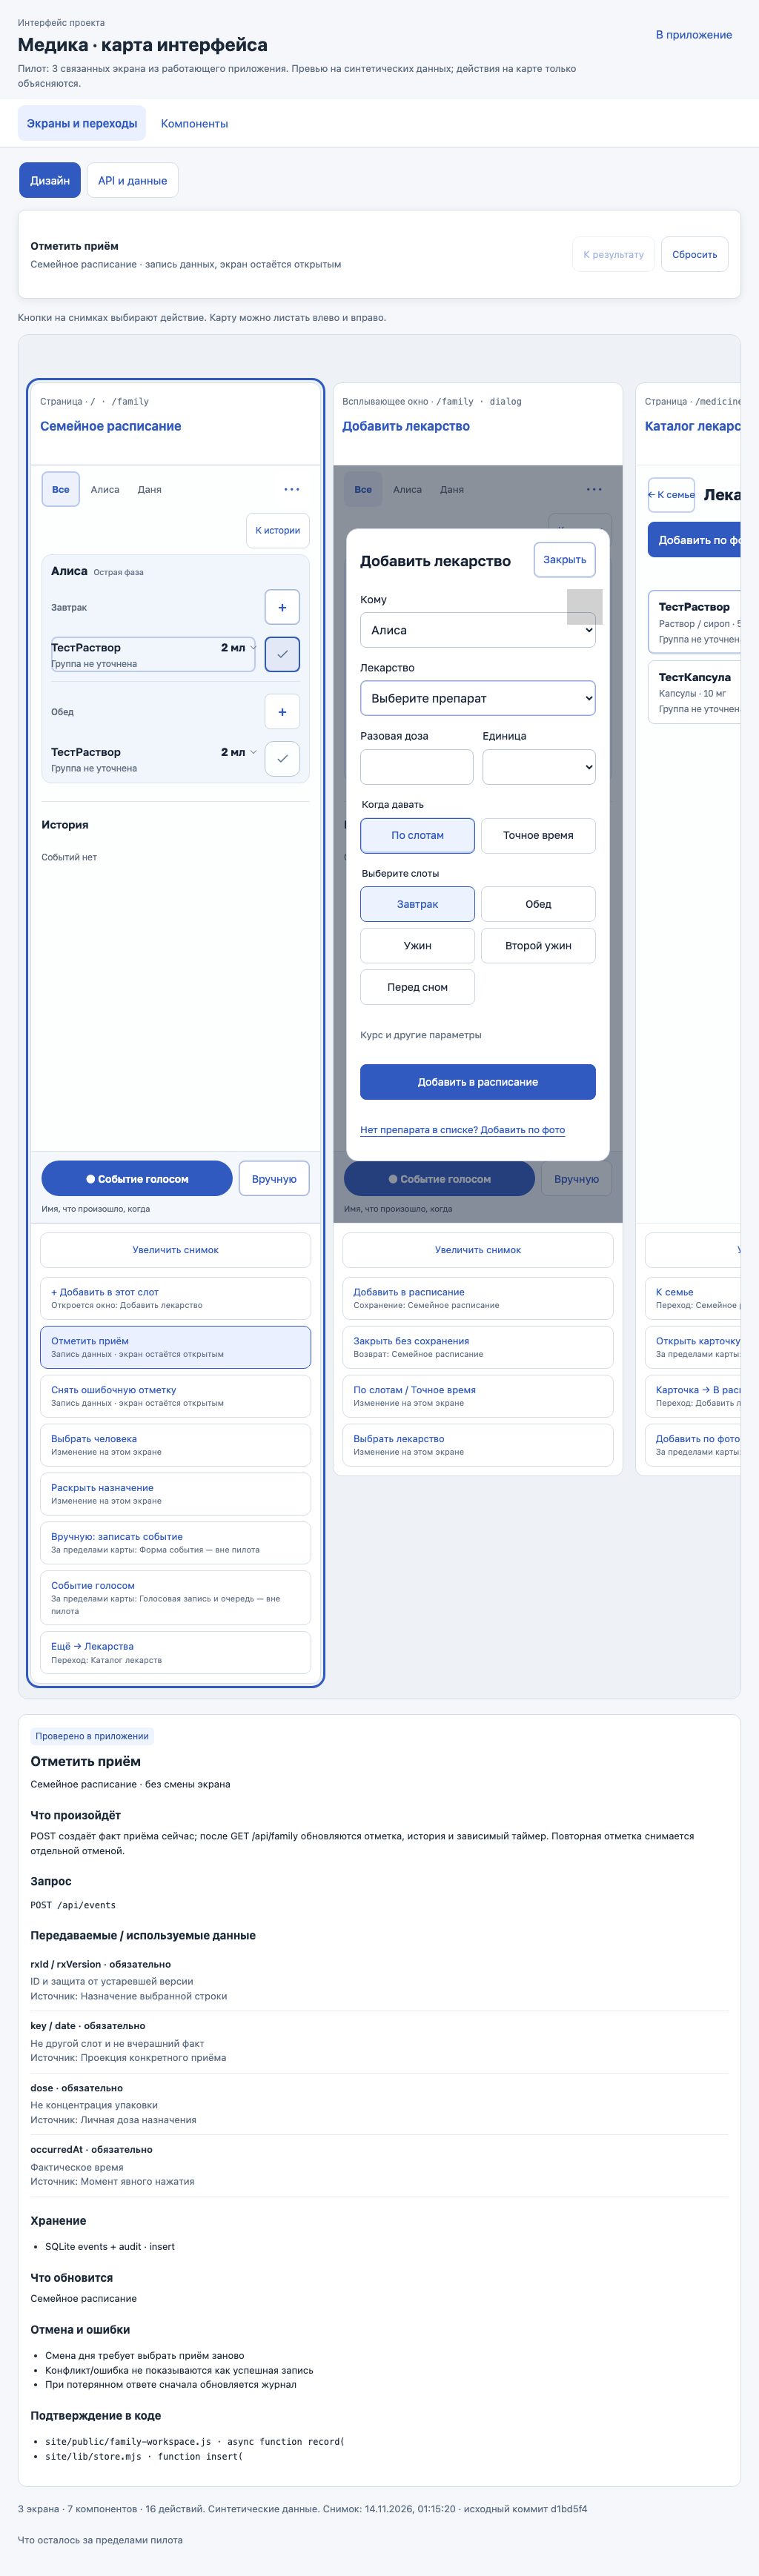 Интерфейс проекта
Медика · карта интерфейса
В приложение
Пилот: 3 связанных экрана из работающего приложения. Превью на синтетических данных; действия на карте только
объясняются.
Экраны и переходы
Компоненты
Дизайн
API и данные
Отметить приём
Семейное расписание · запись данных, экран остаётся открытым
К результату
Сбросить
Кнопки на снимках выбирают действие. Карту можно листать влево и вправо.
Страница · / · /family
Семейное расписание
Все
Алиса
Даня
К истории
Алиса Острая фаза
Завтрак
+
ТестРаствор
2 мл
Группа не уточнена
Обед
+
ТестРаствор
2 мл
Группа не уточнена
История
Событий нет
Событие голосом
Вручную
Имя, что произошло, когда
Увеличить снимок
+ Добавить в этот слот
Откроется окно: Добавить лекарство
Отметить приём
Запись данных · экран остаётся открытым
Снять ошибочную отметку
Запись данных · экран остаётся открытым
Выбрать человека
Изменение на этом экране
Раскрыть назначение
Изменение на этом экране
Вручную: записать событие
За пределами карты: Форма события — вне пилота
Событие голосом
За пределами карты: Голосовая запись и очередь — вне
пилота
Ещё → Лекарства
Переход: Каталог лекарств
Всплывающее окно · /family · dialog
Добавить лекарство
Все
Алиса
Даня
Добавить лекарство
Закрыть
Кому
Алиса
Лекарство
Выберите препарат
Разовая доза
Единица
Когда давать
По слотам
Точное время
Выберите слоты
Завтрак
Обед
Ужин
Второй ужин
Перед сном
Курс и другие параметры
Добавить в расписание
Нет препарата в списке? Добавить по фото
Событие голосом
Вручную
Имя, что произошло, когда
Увеличить снимок
Добавить в расписание
Сохранение: Семейное расписание
Закрыть без сохранения
Возврат: Семейное расписание
По слотам / Точное время
Изменение на этом экране
Выбрать лекарство
Изменение на этом экране
Страница · /medicine
Каталог лекарс
← К семье
Лека
Добавить по фо
ТестРаствор
Раствор / сироп · 5
Группа не уточнен
ТестКапсула
Капсулы · 10 мг
Группа не уточнен
К семье
Переход: Семейное
Открыть карточку
За пределами карты:
Карточка → В рас
Переход: Добавить л
Добавить по фото
За пределами карты:
Проверено в приложении
Отметить приём
Семейное расписание · без смены экрана
Что произойдёт
POST создаёт факт приёма сейчас; после GET /api/family обновляются отметка, история и зависимый таймер. Повторная отметка снимается
отдельной отменой.
Запрос
POST /api/events
Передаваемые / используемые данные
rxId / rxVersion · обязательно
ID и защита от устаревшей версии
Источник: Назначение выбранной строки
key / date · обязательно
Не другой слот и не вчерашний факт
Источник: Проекция конкретного приёма
dose · обязательно
Не концентрация упаковки
Источник: Личная доза назначения
occurredAt · обязательно
Фактическое время
Источник: Момент явного нажатия
Хранение
• SQLite events + audit · insert
Что обновится
Семейное расписание
Отмена и ошибки
• Смена дня требует выбрать приём заново
• Конфликт/ошибка не показываются как успешная запись
• При потерянном ответе сначала обновляется журнал
Подтверждение в коде
• site/public/family-workspace.js · async function record(
• site/lib/store.mjs · function insert(
3 экрана · 7 компонентов · 16 действий. Синтетические данные. Снимок: 14.11.2026, 01:15:20 · исходный коммит d1bd5f4
Что осталось за пределами пилота